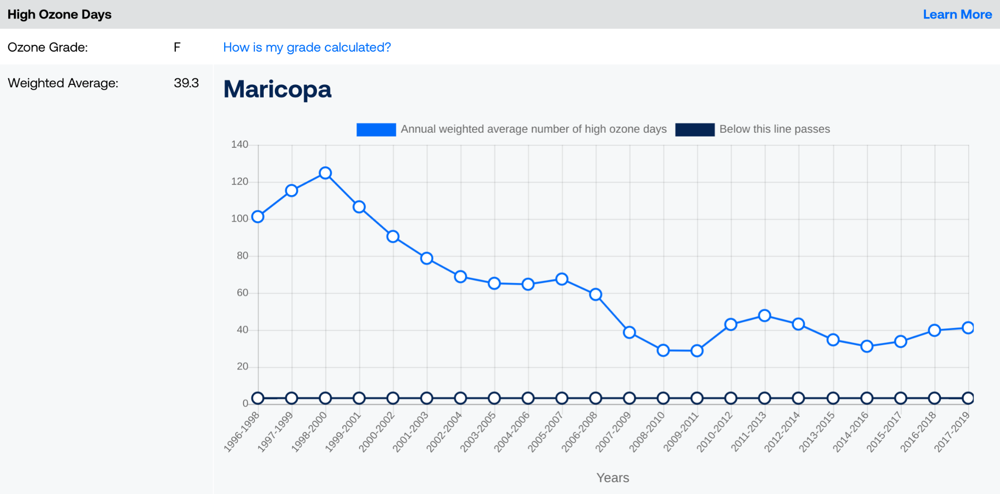 High Ozone Days Learn More
Ozone Grade: F How is my grade calculated?
Weighted Average: 39.3
Maricopa
Annual weighted average number of high ozone days Below this line passes
140
120
100
80
60
40
20
0
1996-1998 1997-1999 1998-2000 1999-2001 2000-2002 2001-2003 2002-2004 2003-2005 2004-2006 2005-2007 2006-2008 2007-2009 2008-2010 2009-2011 2010-2012 2011-2013 2012-2014 2013-2015 2014-2016 2015-2017 2016-2018 2017-2019
Years